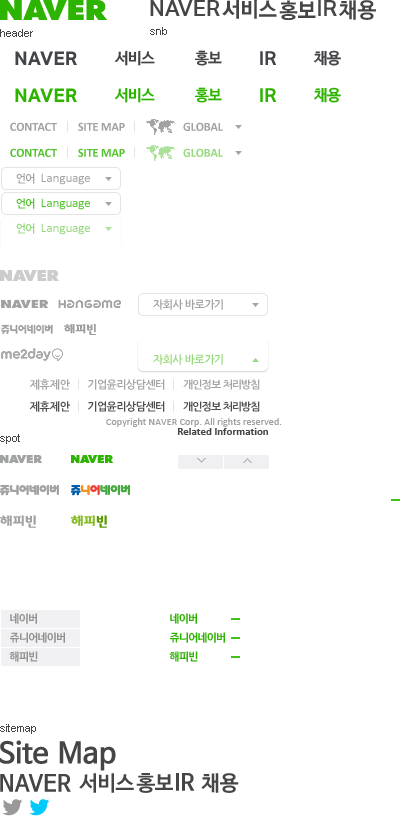 NAVER NAVER서비스홍보IR채용
header snb
NAVER 서비스 홍보 IR 채용
NAVER 서비스 홍보 IR 채용
CONTACT SITE MAP GLOBAL
CONTACT SITE MAP GLOBAL
언어 Language
언어 Language
언어 Language
NAVER
NAVER HANGAME 자회사 바로가기
쥬니어네이버 해피빈
me2day 자회사 바로가기
제휴제안 기업윤리상담센터 개인정보 처리방침
제휴제안 기업윤리상담센터 개인정보 처리방침
Copyright NAVER Corp. All rights reserved.
Related Information
spot
NAVER NAVER
쥬니어네이버 쥬니어네이버
해피빈 해피빈
네이버 네이버
쥬니어네이버 쥬니어네이버
해피빈 해피빈
sitemap
Site Map
NAVER 서비스홍보IR 채용